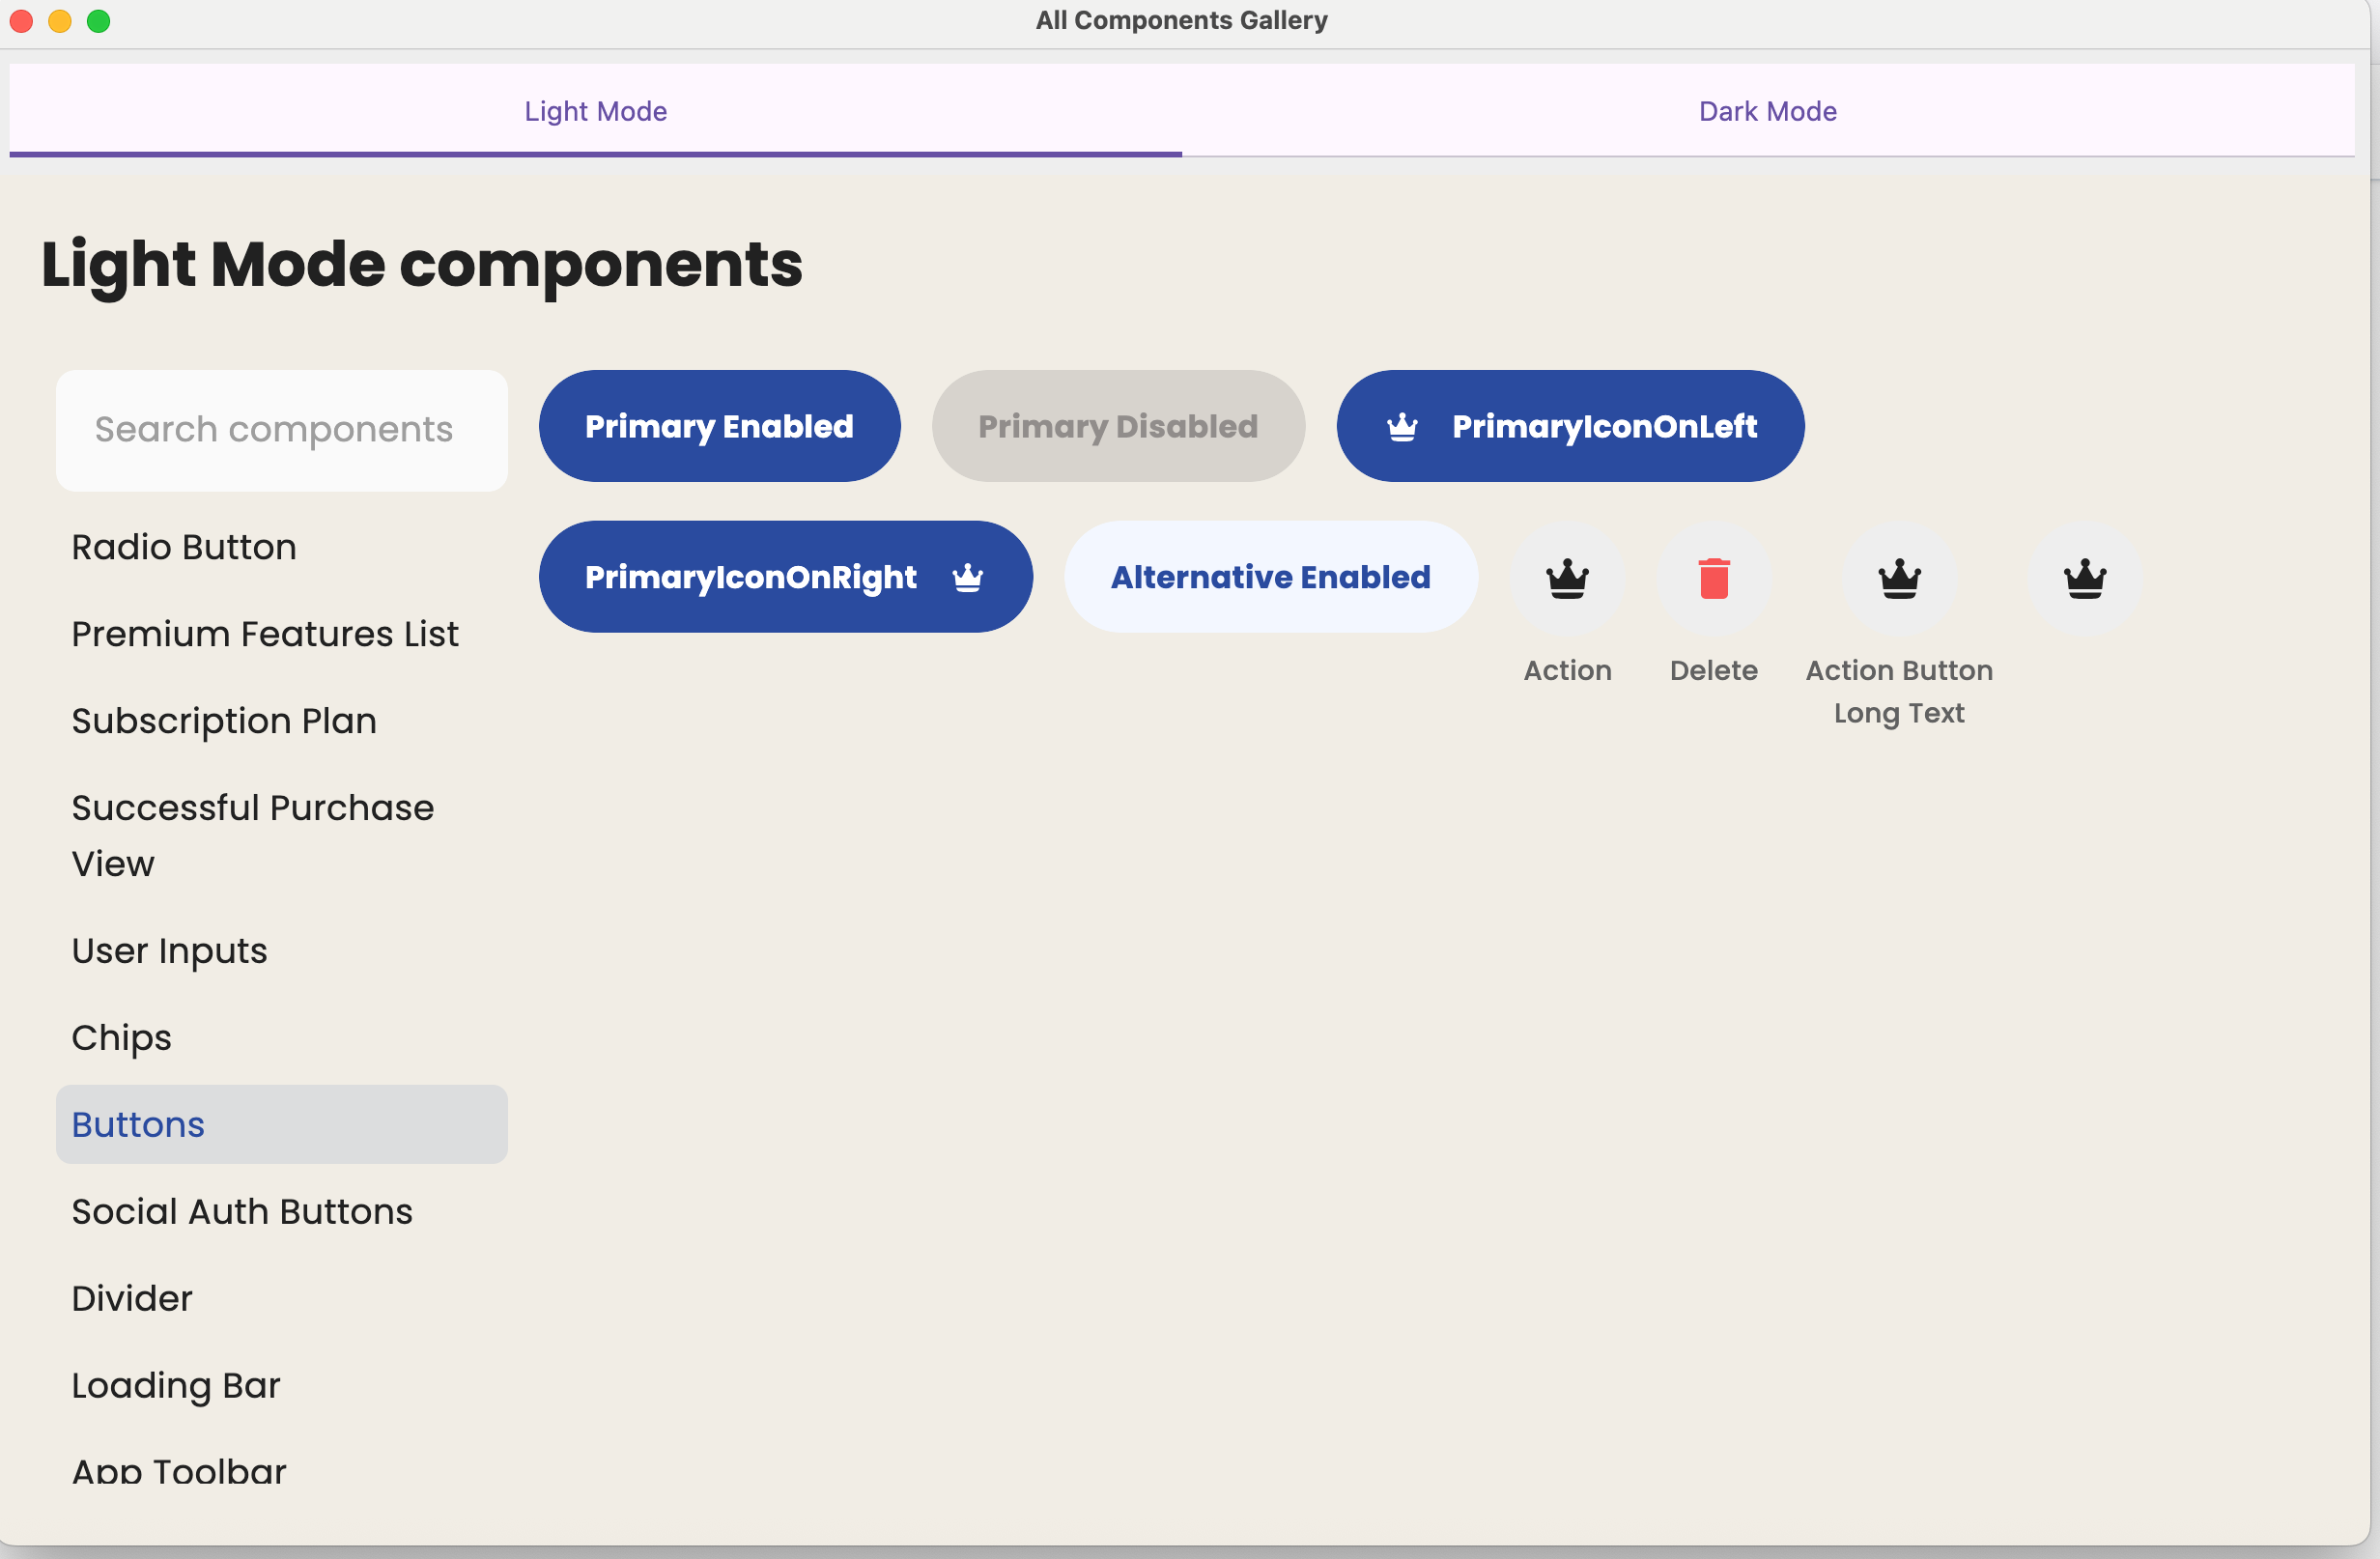 All Components Gallery
Light Mode
Dark Mode
Light Mode components
Search components
Radio Button
Premium Features List
Subscription Plan
Successful Purchase
View
User Inputs
Chips
Buttons
Social Auth Buttons
Divider
Loading Bar
App Toolbar
Primary Enabled
Primary Disabled
PrimaryIconOnLeft
PrimaryIconOnRight
Alternative Enabled
Action
Delete
Action Button
Long Text